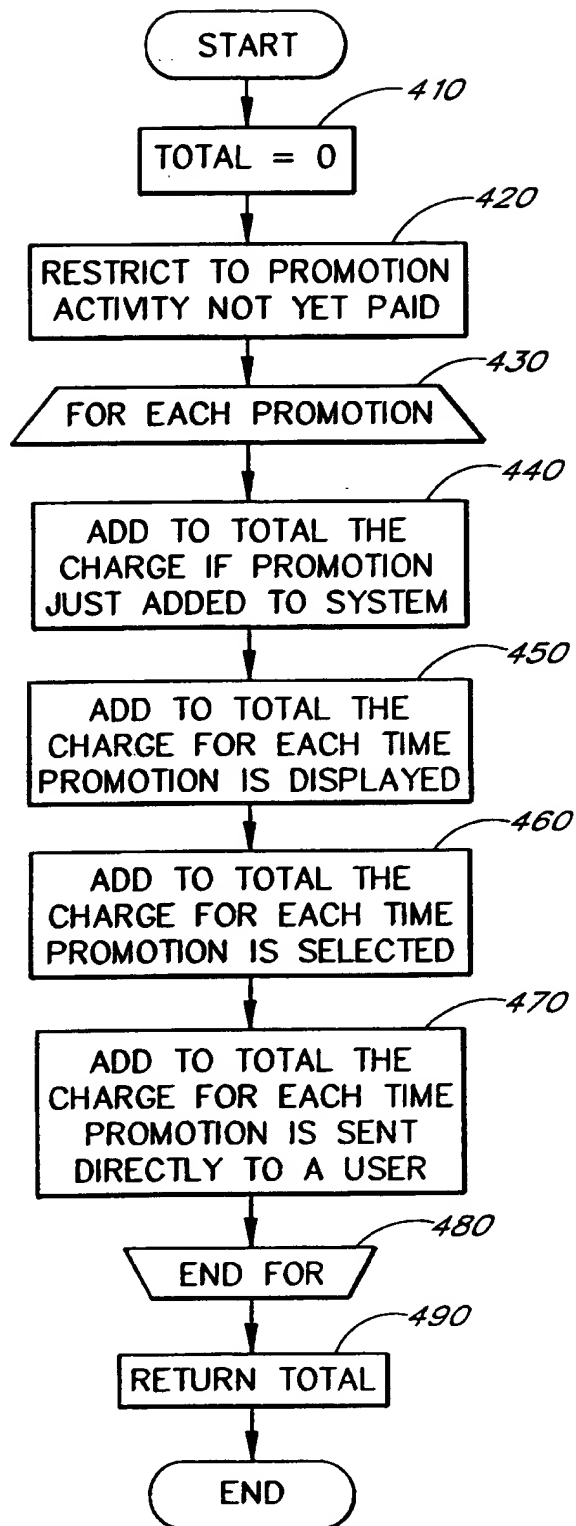 START
410
TOTAL = 0
420
RESTRICT TO PROMOTION
ACTIVITY NOT YET PAID
430
FOR EACH PROMOTION
440
ADD TO TOTAL THE
CHARGE IF PROMOTION
JUST ADDED TO SYSTEM
450
ADD TO TOTAL THE
CHARGE FOR EACH TIME
PROMOTION IS DISPLAYED
460
ADD TO TOTAL THE
CHARGE FOR EACH TIME
PROMOTION IS SELECTED
470
ADD TO TOTAL THE
CHARGE FOR EACH TIME
PROMOTION IS SENT
DIRECTLY TO A USER
480
END FOR
490
RETURN TOTAL
END